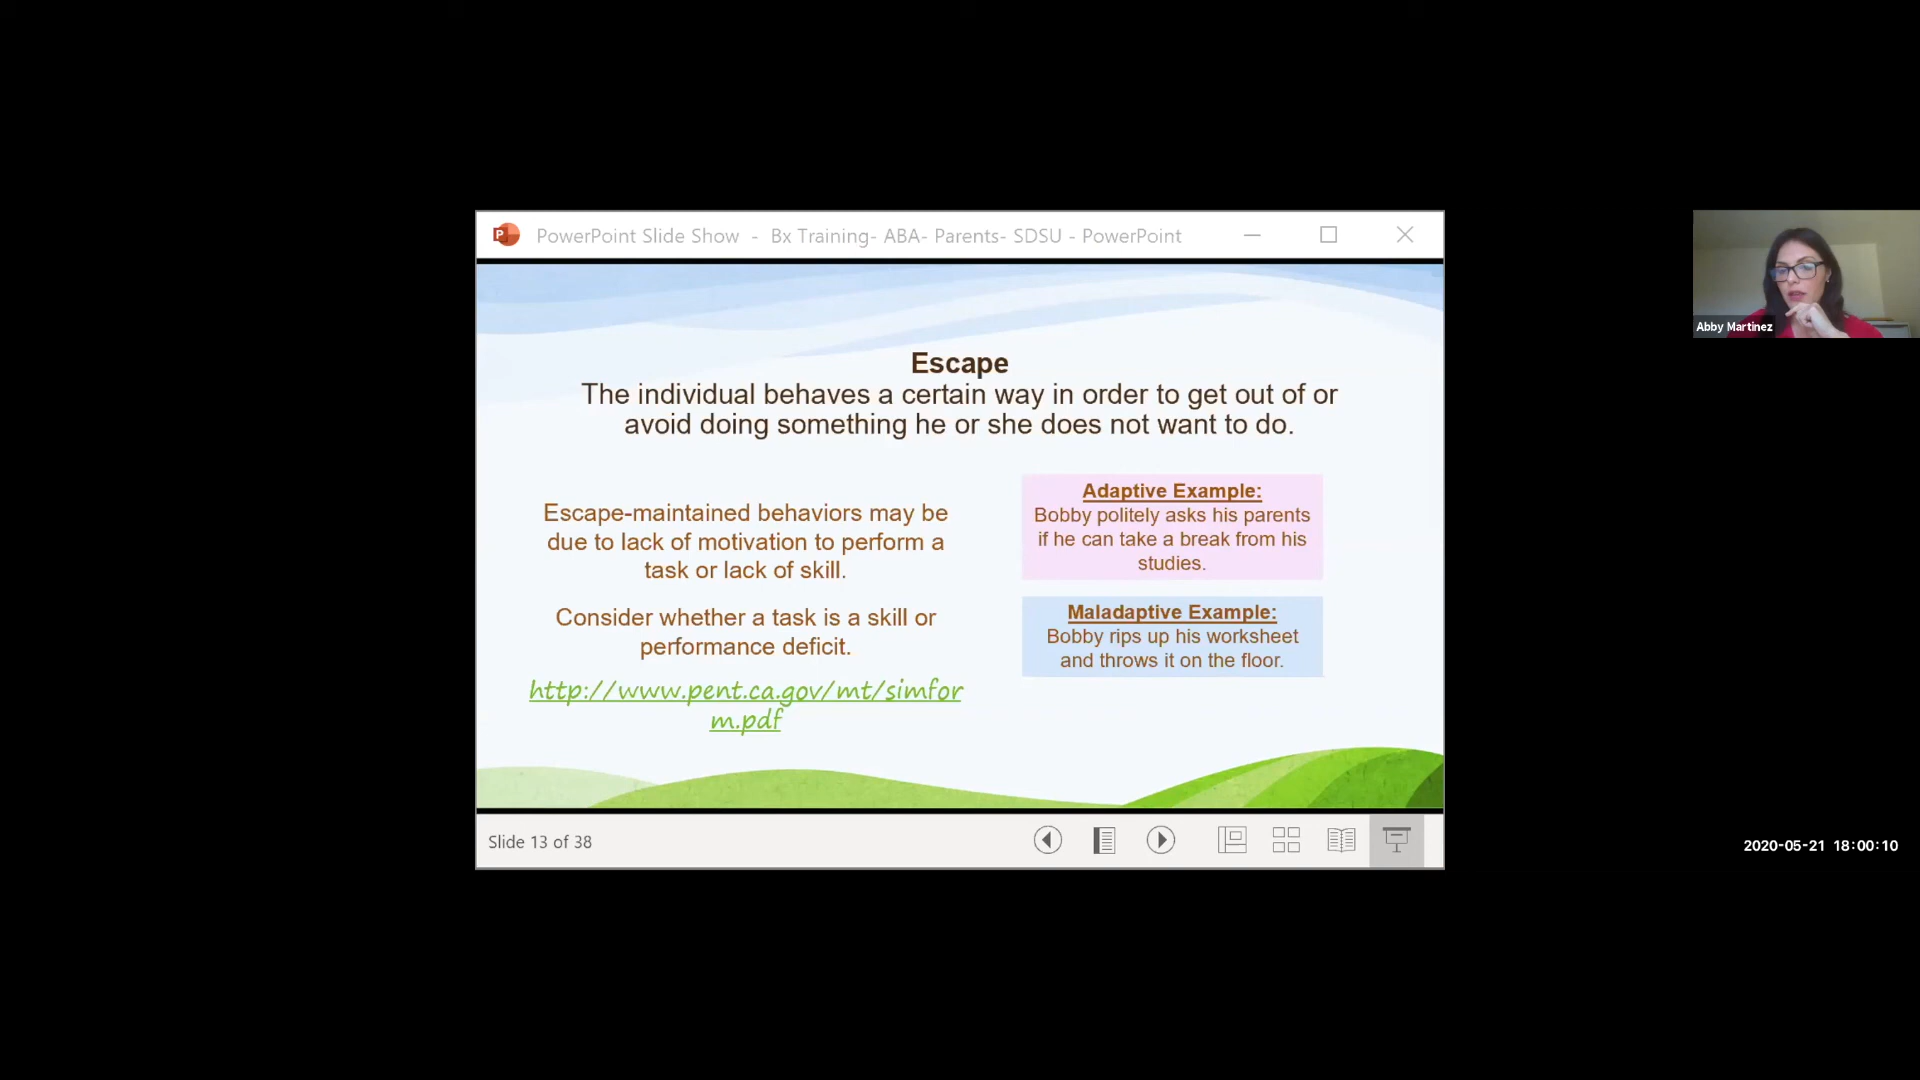 PowerPoint Slide Show - Bx Training- ABA- Parents- SDSU - PowerPoint
Escape
The individual behaves a certain way in order to get out of or
avoid doing something he or she does not want to do.
Escape-maintained behaviors may be
due to lack of motivation to perform a
task or lack of skill.
Consider whether a task is a skill or
performance deficit.
http://www.pent.ca.gov/mt/simfor
m.pdf
Adaptive Example:
Bobby politely asks his parents
if he can take a break from his
studies.
Maladaptive Example:
Bobby rips up his worksheet
and throws it on the floor.
Slide 13 of 38
Abby Martinez
2020-05-21 18:00:10